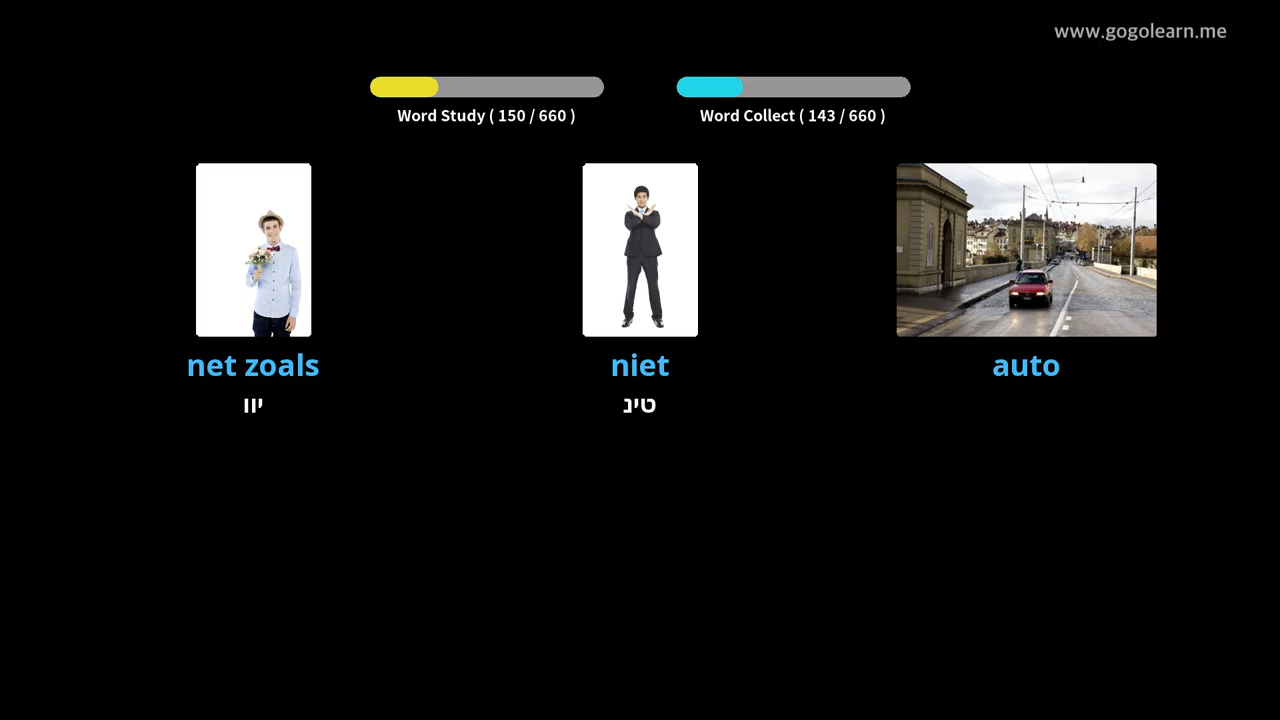 www.gogolearn.me
Word Study ( 150 / 660 )
Word Collect ( 143 / 660 )
net zoals
niet
auto
יוו
טינ